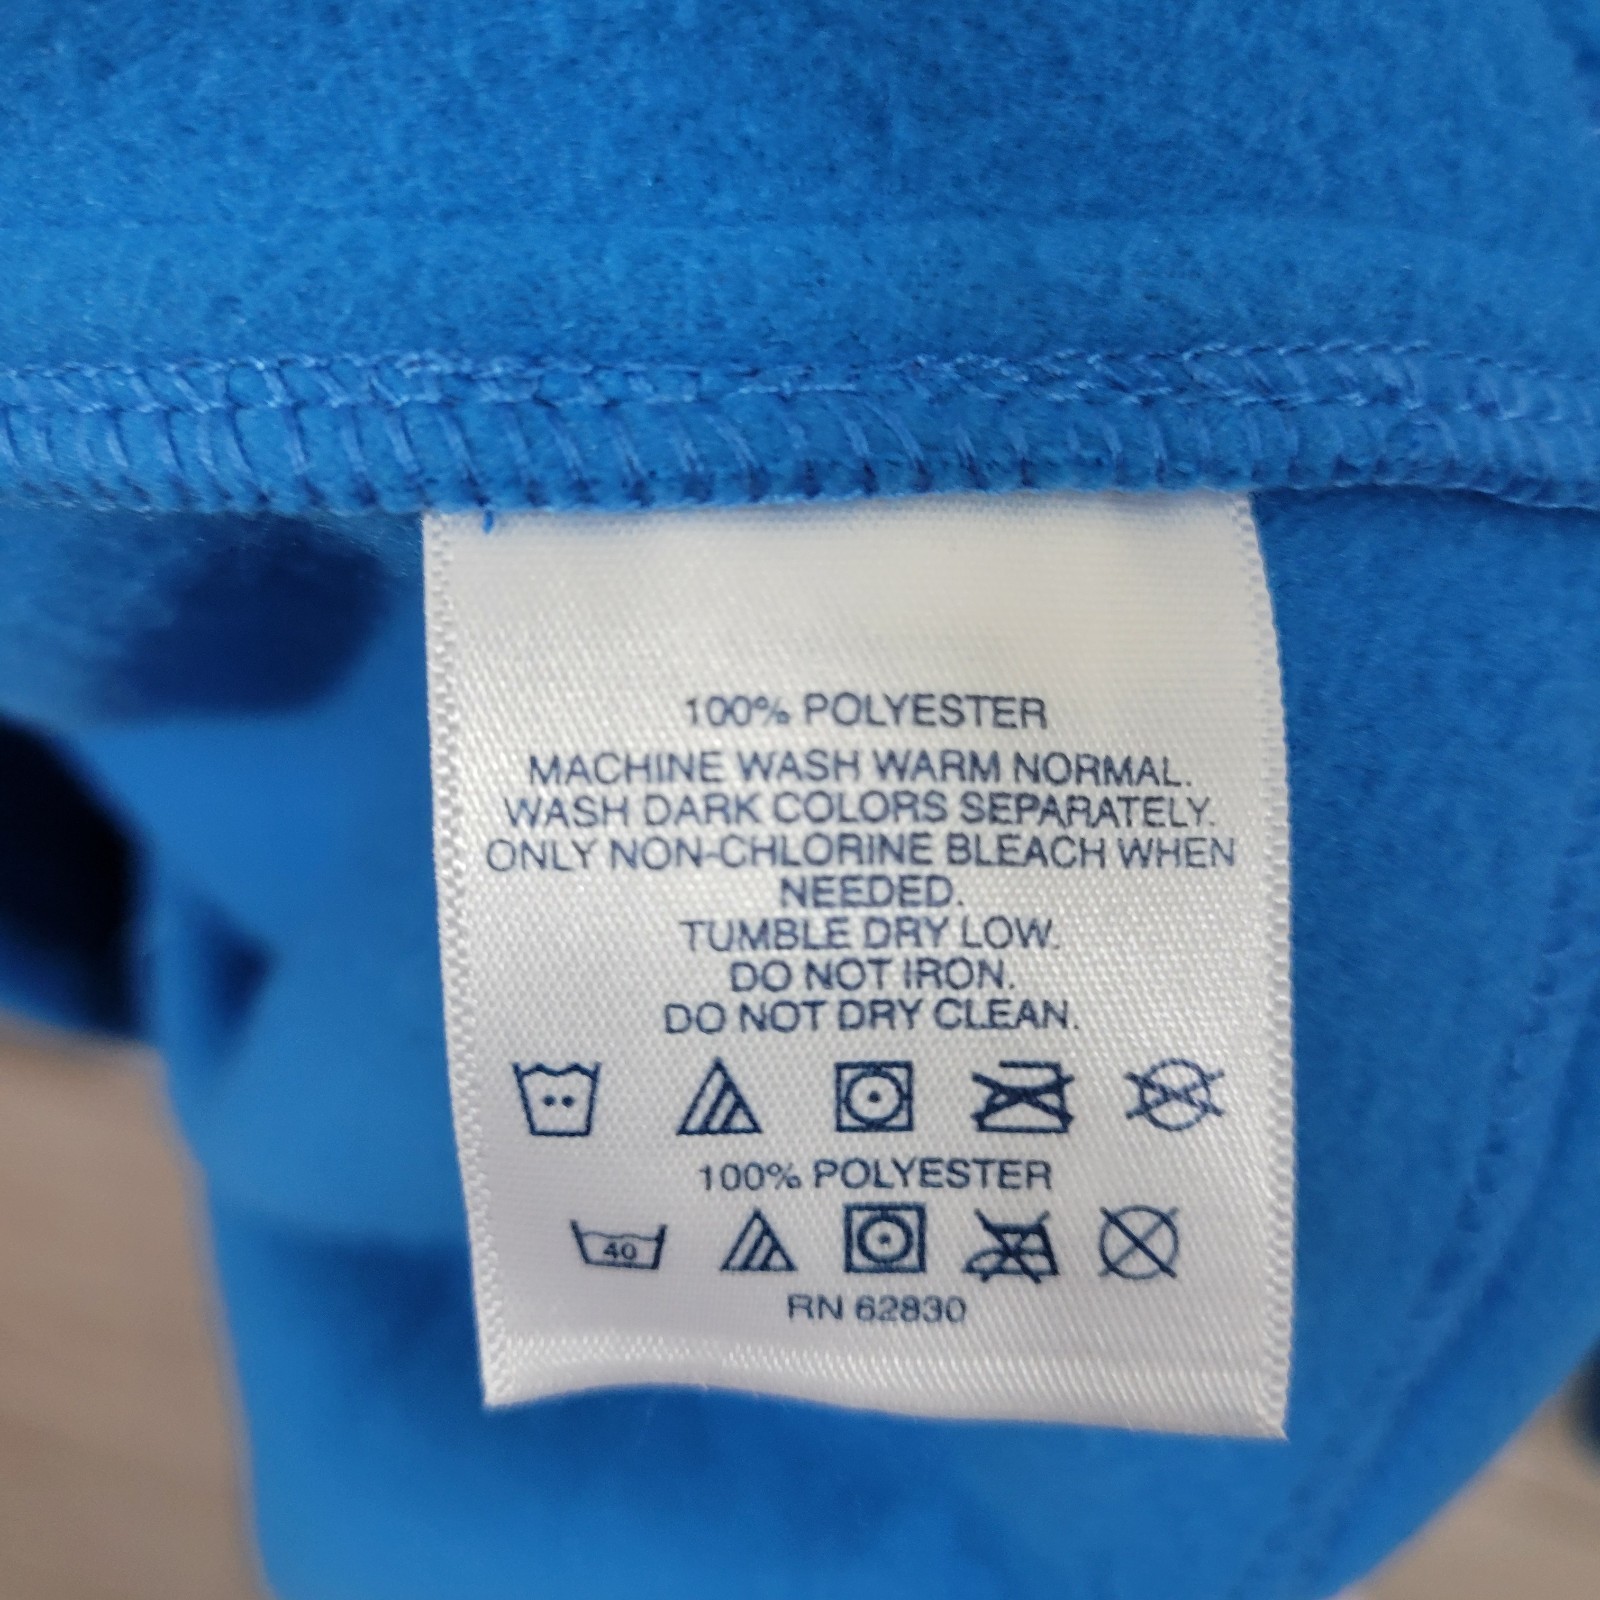 100% POLYESTER
MACHINE WASH WARM NORMAL.
WASH DARK COLORS SEPARATELY.
ONLY NON-CHLORINE BLEACH WHEN
NEEDED.
TUMBLE DRY LOW.
DO NOT IRON.
DO NOT DRY CLEAN.
100% POLYESTER
40
RN 62830